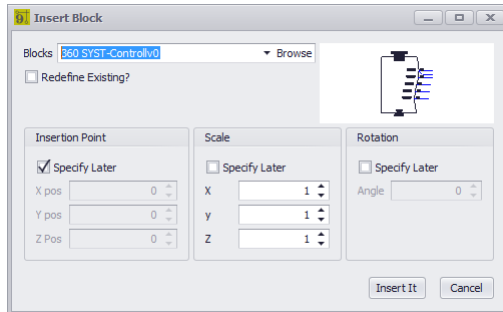 Insert Block
Blocks 360 SYST-Controllv0 Browse
Redefine Existing?
Insertion Point
Specify Later
X pos 0
Y pos 0
Z Pos 0
Scale
Specify Later
X 1
y 1
Z 1
Rotation
Specify Later
Angle 0
Insert It Cancel